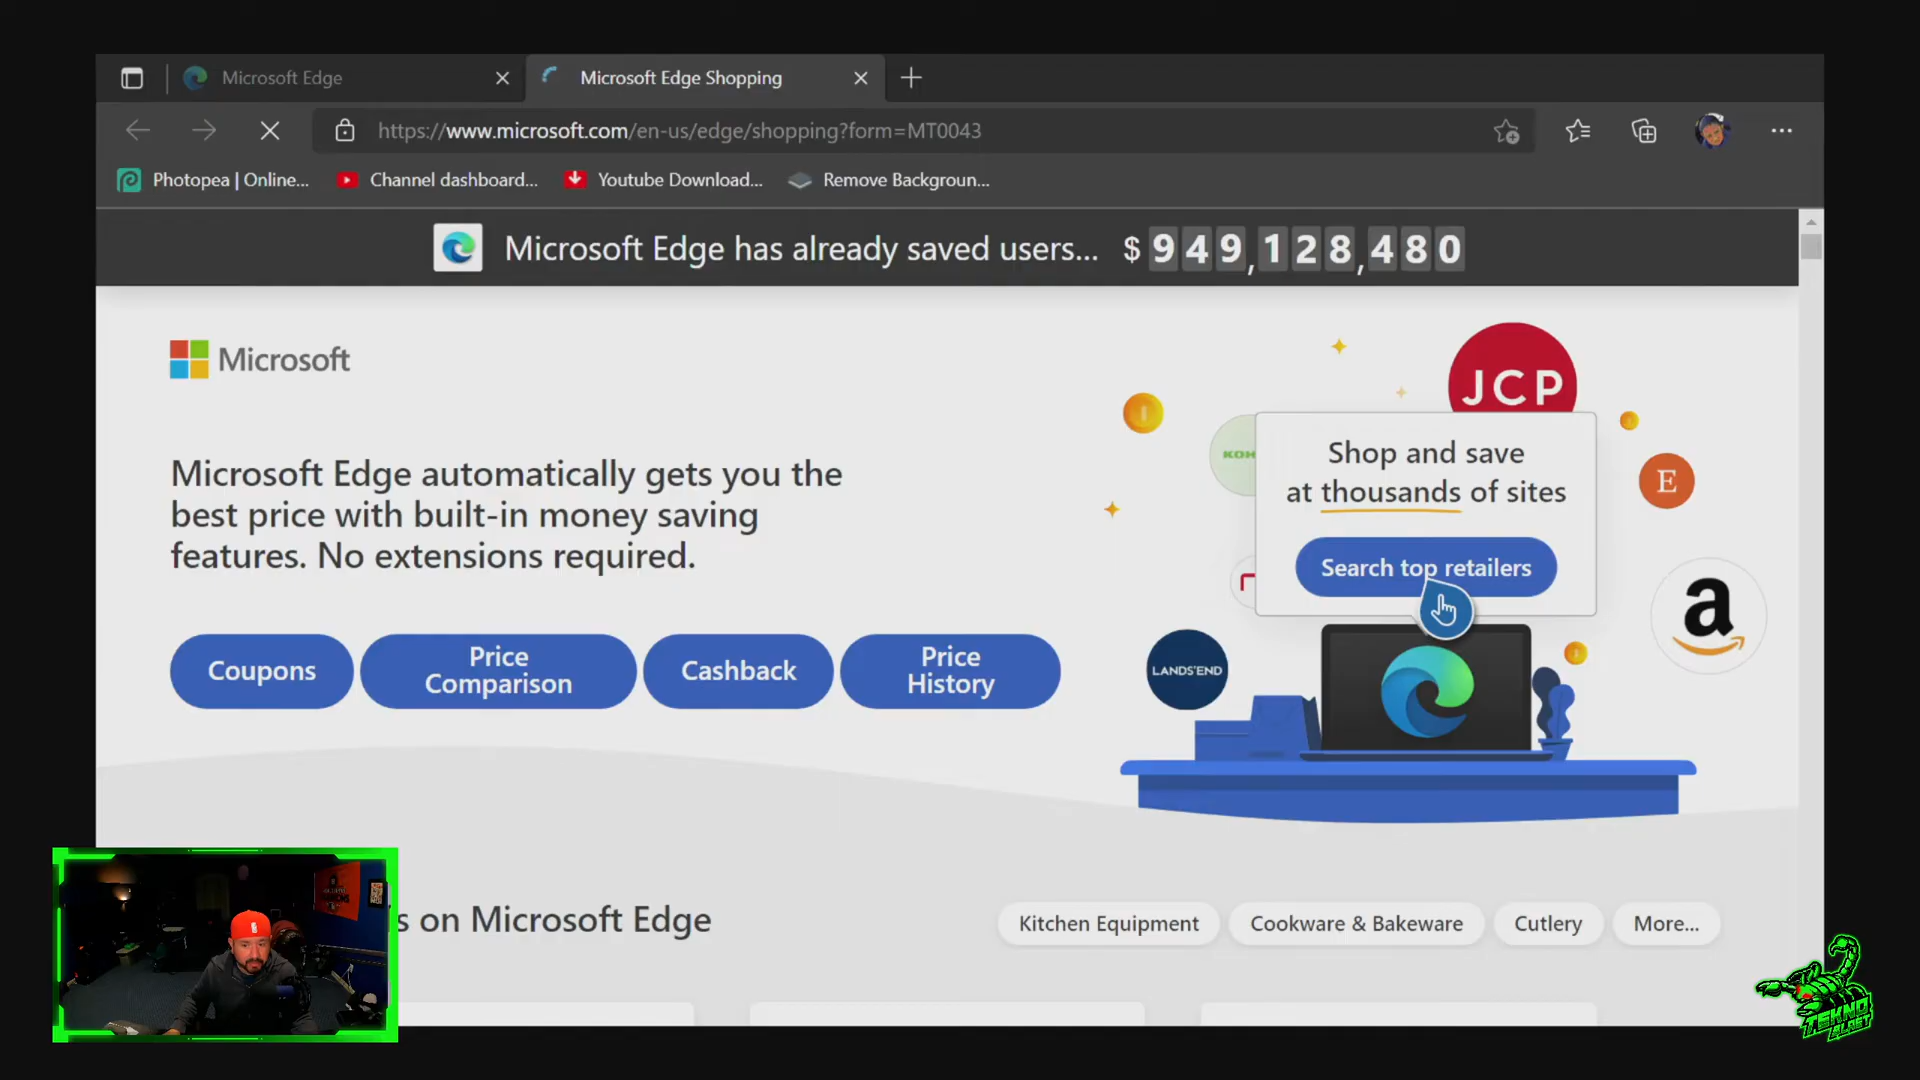 Microsoft Edge
Microsoft Edge Shopping
https://www.microsoft.com/en-us/edge/shopping?form=MT0043
Photopea | Online...
Channel dashboard...
Youtube Download...
Remove Backgroun...
Microsoft Edge has already saved users... $ 949,128,480
Microsoft
Microsoft Edge automatically gets you the
best price with built-in money saving
features. No extensions required.
Coupons
Price
Comparison
Cashback
Price
History
JCP
KOH
Shop and save
at thousands of sites
Search top retailers
E
a
LANDS'END
s on Microsoft Edge
Kitchen Equipment
Cookware & Bakeware
Cutlery
More...
TEKNO
BLAST